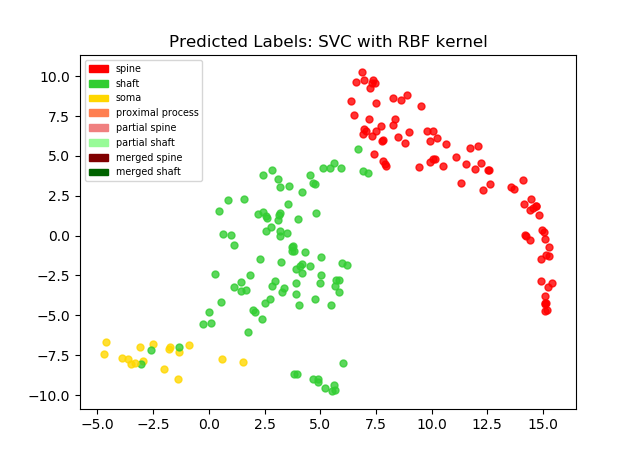 Predicted Labels: SVC with RBF kernel
spine
shaft
soma
proximal process
partial spine
partial shaft
merged spine
merged shaft
10.0
7.5
5.0
2.5
0.0
−2.5
−5.0
−7.5
−10.0
−5.0 −2.5 0.0 2.5 5.0 7.5 10.0 12.5 15.0